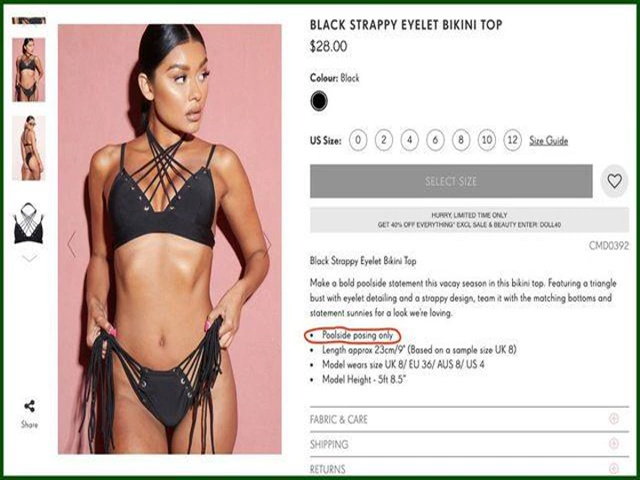 BLACK STRAPPY EYELET BIKINI TOP
$28.00
Colour: Black
US Size: 0 2 4 6 8 10 12 Size Guide
SELECT SIZE
HURRY, LIMITED TIME ONLY
GET 40% OFF EVERYTHING* EXCL SALE & BEAUTY ENTER: DOLL40
CMD0392
Black Strappy Eyelet Bikini Top
Make a bold poolside statement this vacay season in this bikini top. Featuring a triangle
bust with eyelet detailing and a strappy design, team it with the matching bottoms and
statement sunnies for a look we're loving.
• Poolside posing only
• Length approx 23cm/9" (Based on a sample size UK 8)
• Model wears size UK 8/ EU 36/ AUS 8/ US 4
• Model Height - 5ft 8.5"
Share
FABRIC & CARE
SHIPPING
RETURNS